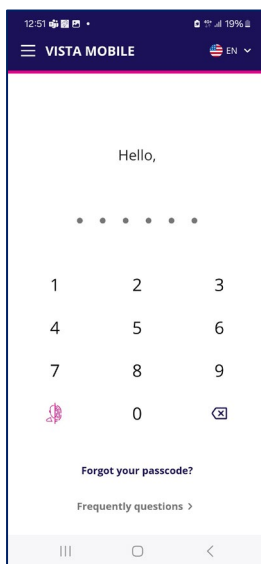 12:51 19%
VISTA MOBILE EN
Hello,
1 2 3
4 5 6
7 8 9
0
Forgot your passcode?
Frequently questions >